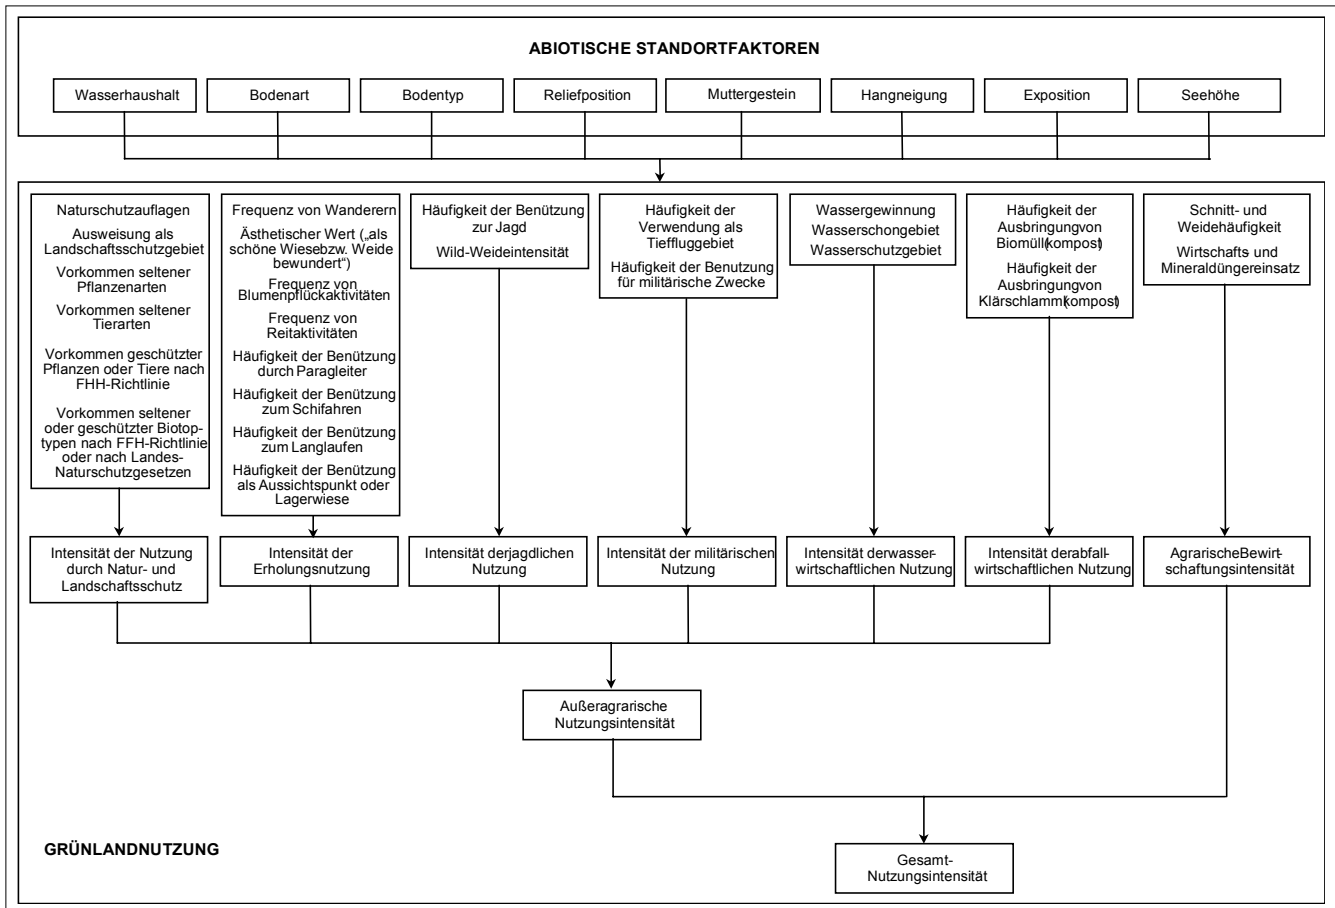 ABIOTISCHE STANDORTFAKTOREN
Wasserhaushalt
Bodenart
Bodentyp
Reliefposition
Muttergestein
Hangneigung
Exposition
Seehöhe
Naturschutzauflagen
Ausweisung als
Landschaftsschutzgebiet
Vorkommen seltener
Pflanzenarten
Vorkommen seltener
Tierarten
Vorkommen geschützter
Pflanzen oder Tiere nach
FHH-Richtlinie
Vorkommen seltener
oder geschützter Biotop-
typen nach FFH-Richtlinie
oder nach Landes-
Naturschutzgesetzen
Frequenz von Wanderern
Ästhetischer Wert („als
schöne Wiesebzw. Weide
bewundert“)
Frequenz von
Blumenpflückaktivitäten
Frequenz von
Reitaktivitäten
Häufigkeit der Benützung
durch Paragleiter
Häufigkeit der Benützung
zum Schifahren
Häufigkeit der Benützung
zum Langlaufen
Häufigkeit der Benützung
als Aussichtspunkt oder
Lagerwiese
Häufigkeit der Benützung
zur Jagd
Wild-Weideintensität
Häufigkeit der
Verwendung als
Tieffluggebiet
Häufigkeit der Benutzung
für militärische Zwecke
Wassergewinnung
Wasserschongebiet
Wasserschutzgebiet
Häufigkeit der
Ausbringungvon
Biomüll(kompost)
Häufigkeit der
Ausbringungvon
Klärschlamm(kompost)
Schnitt- und
Weidehäufigkeit
Wirtschafts- und
Mineraldüngereinsatz
Intensität der Nutzung
durch Natur- und
Landschaftsschutz
Intensität der
Erholungsnutzung
Intensität derjagdlichen
Nutzung
Intensität der militärischen
Nutzung
Intensität derwasser-
wirtschaftlichen Nutzung
Intensität derabfall-
wirtschaftlichen Nutzung
AgrarischeBewirt-
schaftungsintensität
Außeragrarische
Nutzungsintensität
GRÜNLANDNUTZUNG
Gesamt-
Nutzungsintensität